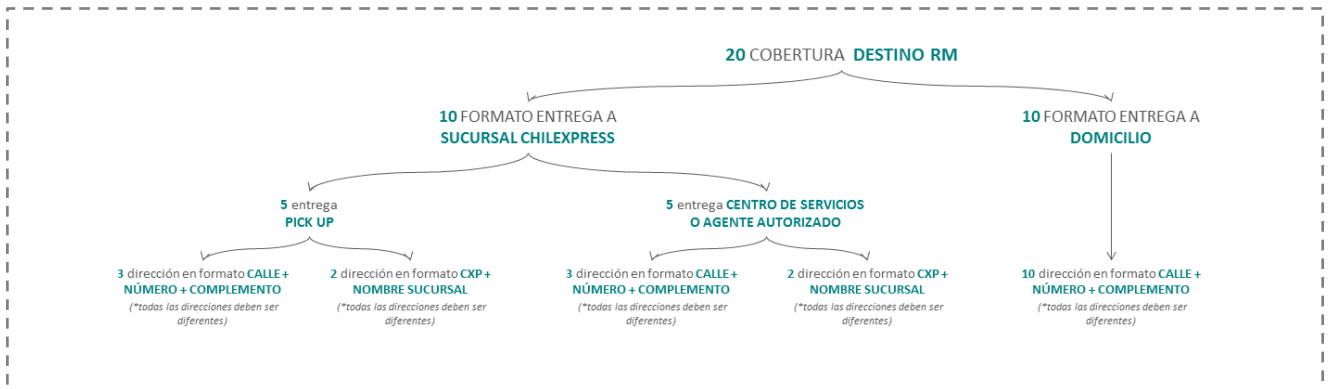 20 COBERTURA DESTINO RM
10 FORMATO ENTREGA A
SUCURSAL CHILEXPRESS
10 FORMATO ENTREGA A
DOMICILIO
5 entrega
PICK UP
5 entrega CENTRO DE SERVICIOS
O AGENTE AUTORIZADO
3 dirección en formato CALLE +
NÚMERO + COMPLEMENTO
(*todas las direcciones deben ser
diferentes)
2 dirección en formato CXP +
NOMBRE SUCURSAL
(*todas las direcciones deben ser
diferentes)
3 dirección en formato CALLE +
NÚMERO + COMPLEMENTO
(*todas las direcciones deben ser
diferentes)
2 dirección en formato CXP +
NOMBRE SUCURSAL
(*todas las direcciones deben ser
diferentes)
10 dirección en formato CALLE +
NÚMERO + COMPLEMENTO
(*todas las direcciones deben ser
diferentes)